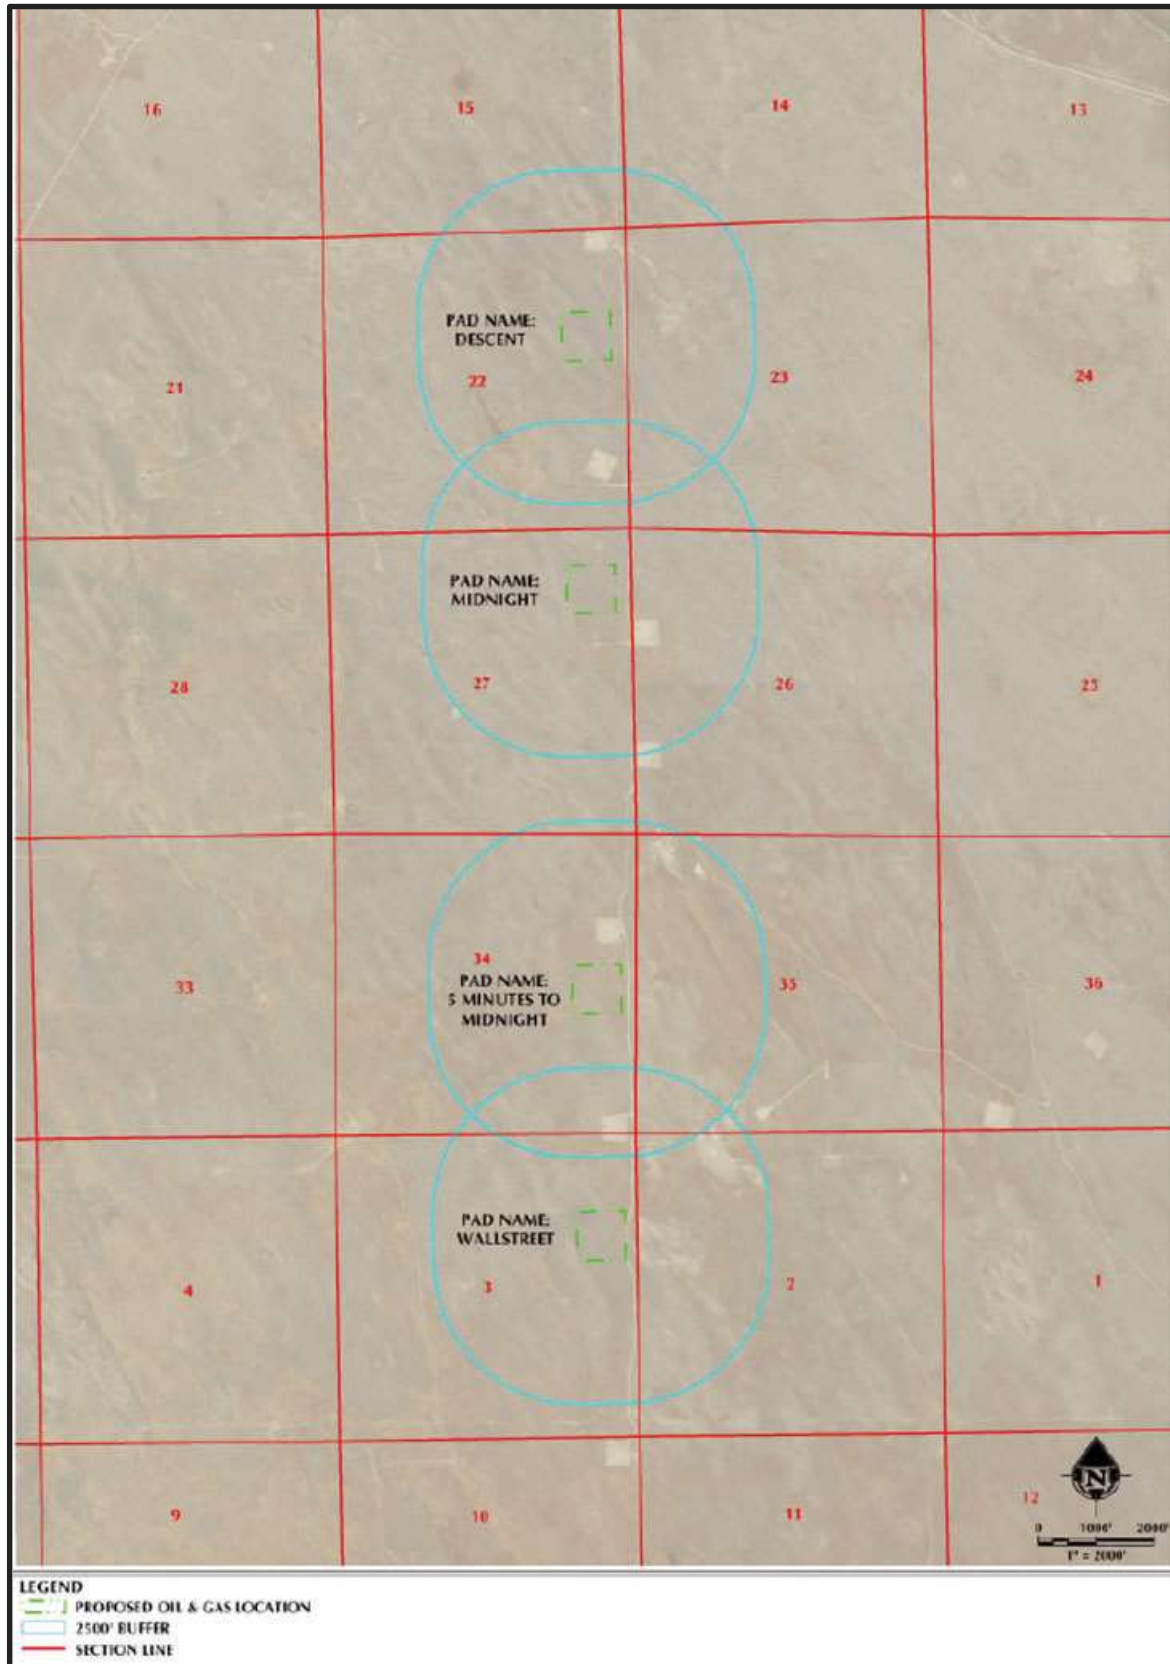 16
15
14
13
PAD NAME:
DESCENT
21
22
23
24
PAD NAME:
MIDNIGHT
28
27
26
25
34
PAD NAME:
5 MINUTES TO
MIDNIGHT
33
35
36
PAD NAME:
WALLSTREET
4
3
2
1
N
9
10
11
12
0 1000' 2000'
1" = 2000'
LEGEND
PROPOSED OIL & GAS LOCATION
2500' BUFFER
SECTION LINE